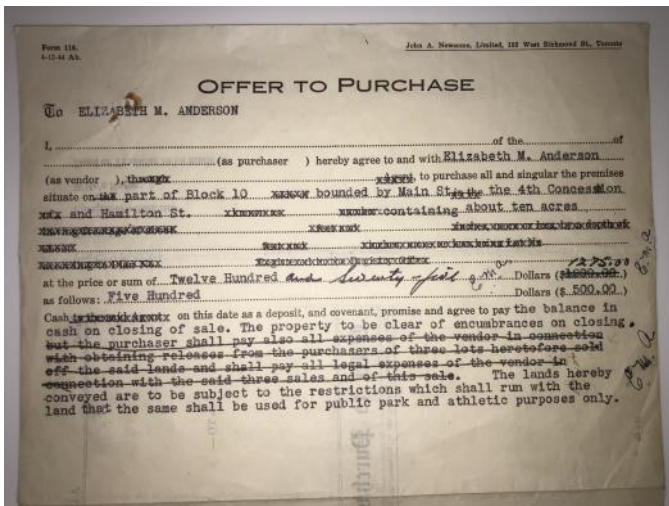 Form 116.
John A. Newsome, Limited, 102 West Richmond St., Toronto
4-12-44 Ab.
OFFER TO PURCHASE
To ELIZABETH M. ANDERSON
I, of the of
(as purchaser ) hereby agree to and with Elizabeth M. Anderson
(as vendor ), through to purchase all and singular the premises
situate on the part of Block 10 bounded by Main St. the 4th Concession
and Hamilton St. containing about ten acres
1275.00
at the price or sum of Twelve Hundred and Seventy-five E.M.A. Dollars ($1200.00) E.M.A
as follows: Five Hundred Dollars ($ 500.00 )
Cash on this date as a deposit, and covenant, promise and agree to pay the balance in
cash on closing of sale. The property to be clear of encumbrances on closing.
but the purchaser shall pay also all expenses of the vendor in connection
with obtaining releases from the purchasers of three lots heretofore sold
off the said lands and shall pay all legal expenses of the vendor in
connection with the said three sales and of this sale. The lands hereby
E.M.A
conveyed are to be subject to the restrictions which shall run with the
land that the same shall be used for public park and athletic purposes only.